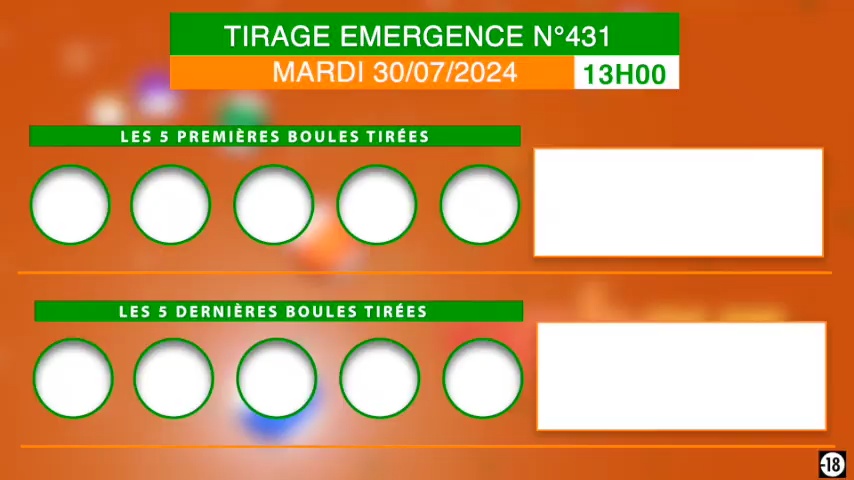 TIRAGE EMERGENCE N°431
MARDI 30/07/2024
13H00
LES 5 PREMIÈRES BOULES TIRÉES
LES 5 DERNIÈRES BOULES TIRÉES
-18